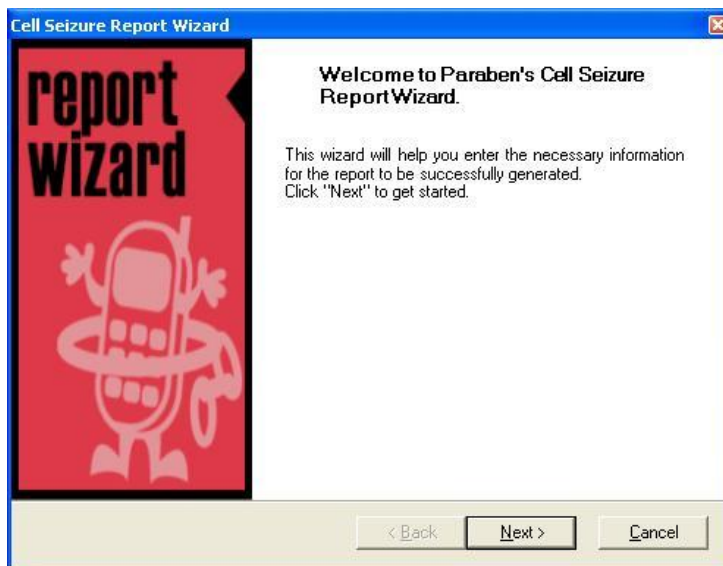 Cell Seizure Report Wizard
report
wizard
Welcome to Paraben's Cell Seizure
Report Wizard.
This wizard will help you enter the necessary information
for the report to be successfully generated.
Click "Next" to get started.
< Back
Next >
Cancel